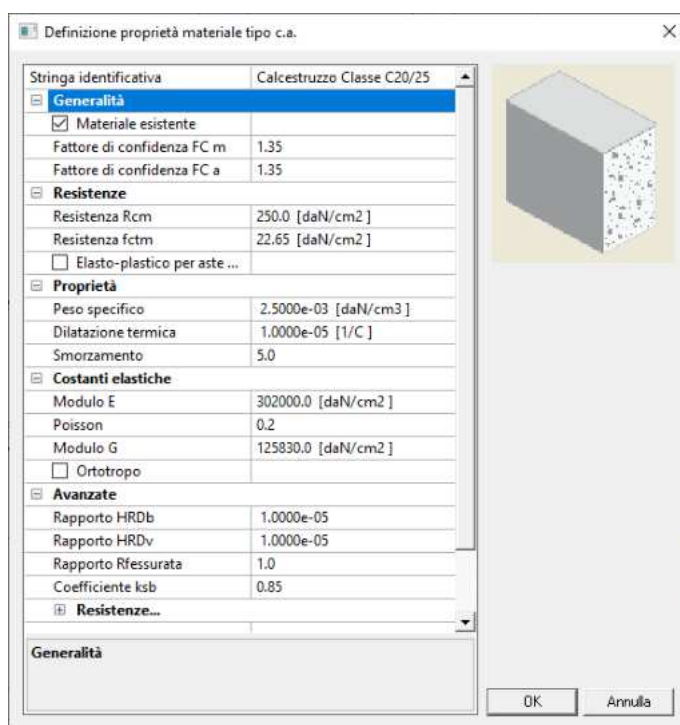 Definizione proprietà materiale tipo c.a.
Stringa identificativa Calcestruzzo Classe C20/25
Generalità
Materiale esistente
Fattore di confidenza FC m 1.35
Fattore di confidenza FC a 1.35
Resistenze
Resistenza Rcm 250.0 [daN/cm2 ]
Resistenza fctm 22.65 [daN/cm2 ]
Elasto-plastico per aste ...
Proprietà
Peso specifico 2.5000e-03 [daN/cm3 ]
Dilatazione termica 1.0000e-05 [1/C ]
Smorzamento 5.0
Costanti elastiche
Modulo E 302000.0 [daN/cm2 ]
Poisson 0.2
Modulo G 125830.0 [daN/cm2 ]
Ortotropo
Avanzate
Rapporto HRDb 1.0000e-05
Rapporto HRDv 1.0000e-05
Rapporto Rfessurata 1.0
Coefficiente ksb 0.85
Resistenze...
Generalità
OK Annulla